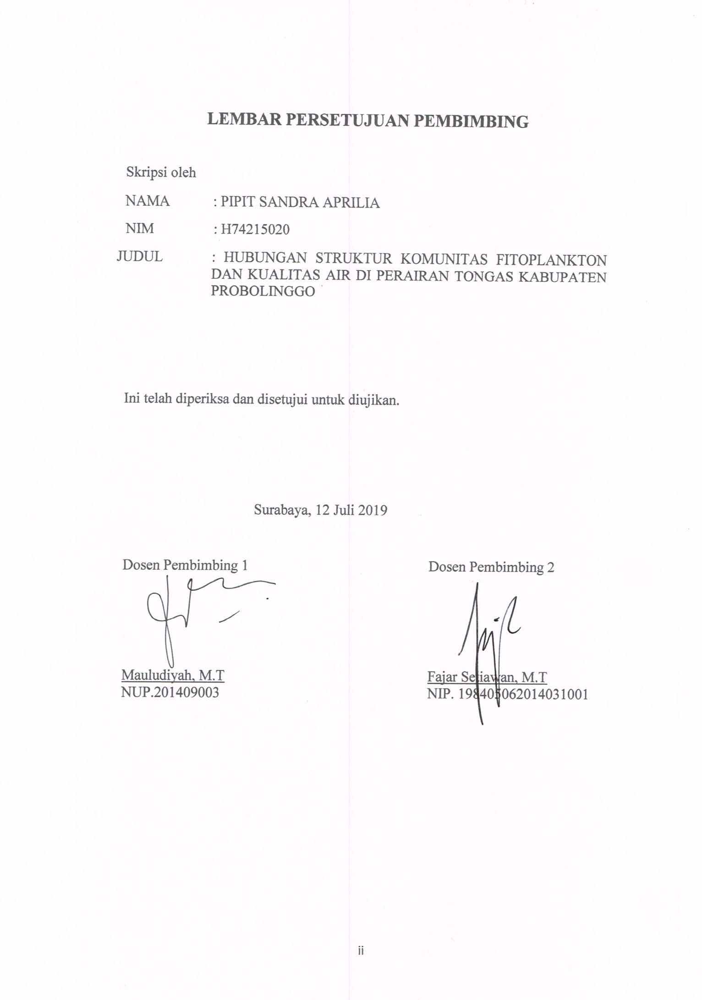 LEMBAR PERSETUJUAN PEMBIMBING
Skripsi oleh
NAMA : PIPIT SANDRA APRILIA
NIM : H74215020
JUDUL : HUBUNGAN STRUKTUR KOMUNITAS FITOPLANKTON
DAN KUALITAS AIR DI PERAIRAN TONGAS KABUPATEN
PROBOLINGGO
Ini telah diperiksa dan disetujui untuk diujikan.
Surabaya, 12 Juli 2019
Dosen Pembimbing 1 Dosen Pembimbing 2
Mauludiyah, M.T Fajar Setiawan, M.T
NUP.201409003 NIP. 198405062014031001
ii